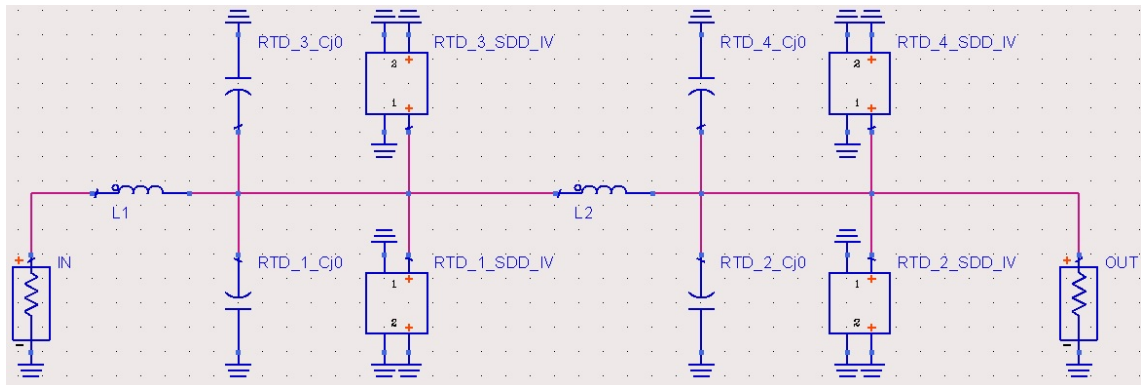 RTD_3_Cj0
RTD_3_SDD_IV
RTD_4_Cj0
RTD_4_SDD_IV
2 +
1 +
2 +
1 +
L1
L2
+ IN
RTD_1_Cj0
RTD_1_SDD_IV
RTD_2_Cj0
RTD_2_SDD_IV
+ OUT
1 +
2 +
1 +
2 +
-
-